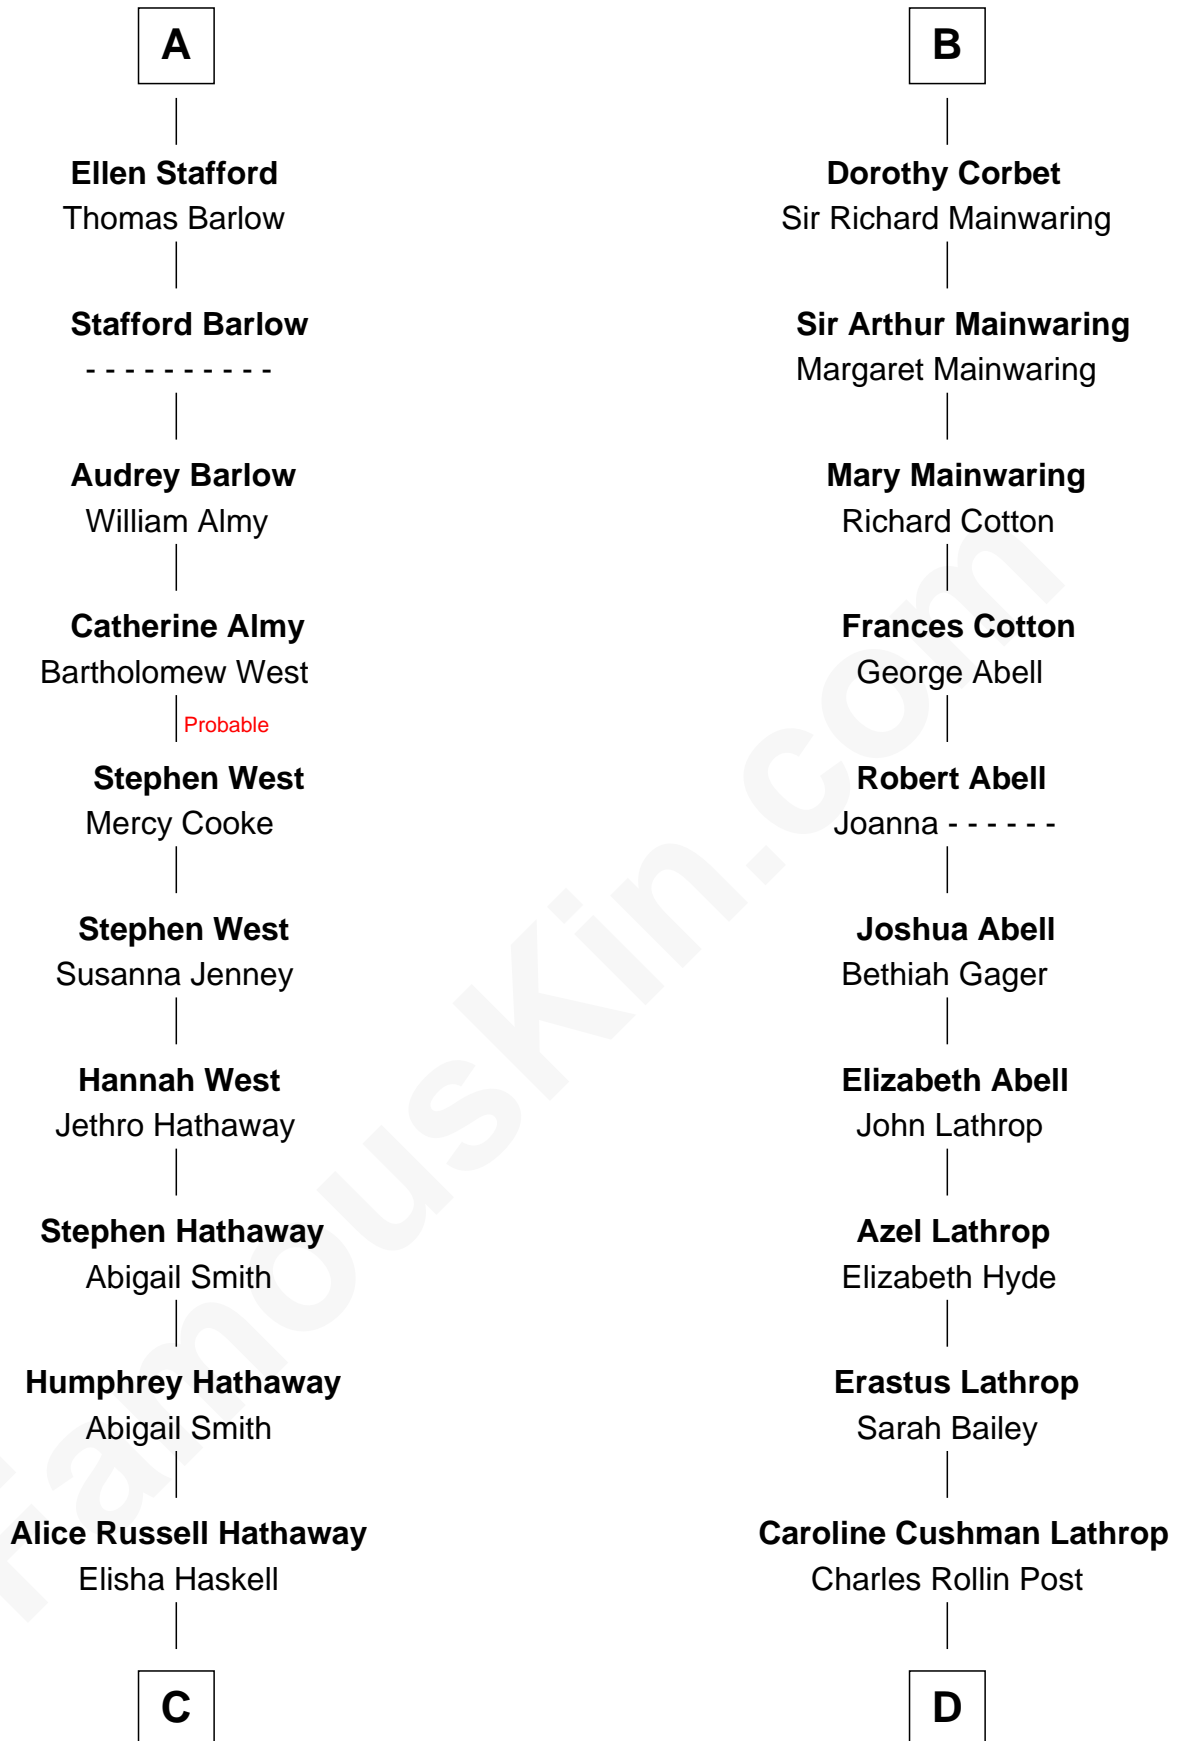 A
Ellen Stafford
Thomas Barlow
Stafford Barlow
- - - - - - - - - -
Audrey Barlow
William Almy
Catherine Almy
Bartholomew West
Probable
Stephen West
Mercy Cooke
Stephen West
Susanna Jenney
Hannah West
Jethro Hathaway
Stephen Hathaway
Abigail Smith
Humphrey Hathaway
Abigail Smith
Alice Russell Hathaway
Elisha Haskell
C
B
Dorothy Corbet
Sir Richard Mainwaring
Sir Arthur Mainwaring
Margaret Mainwaring
Mary Mainwaring
Richard Cotton
Frances Cotton
George Abell
Robert Abell
Joanna - - - - - -
Joshua Abell
Bethiah Gager
Elizabeth Abell
John Lathrop
Azel Lathrop
Elizabeth Hyde
Erastus Lathrop
Sarah Bailey
Caroline Cushman Lathrop
Charles Rollin Post
D
FamousKin.com